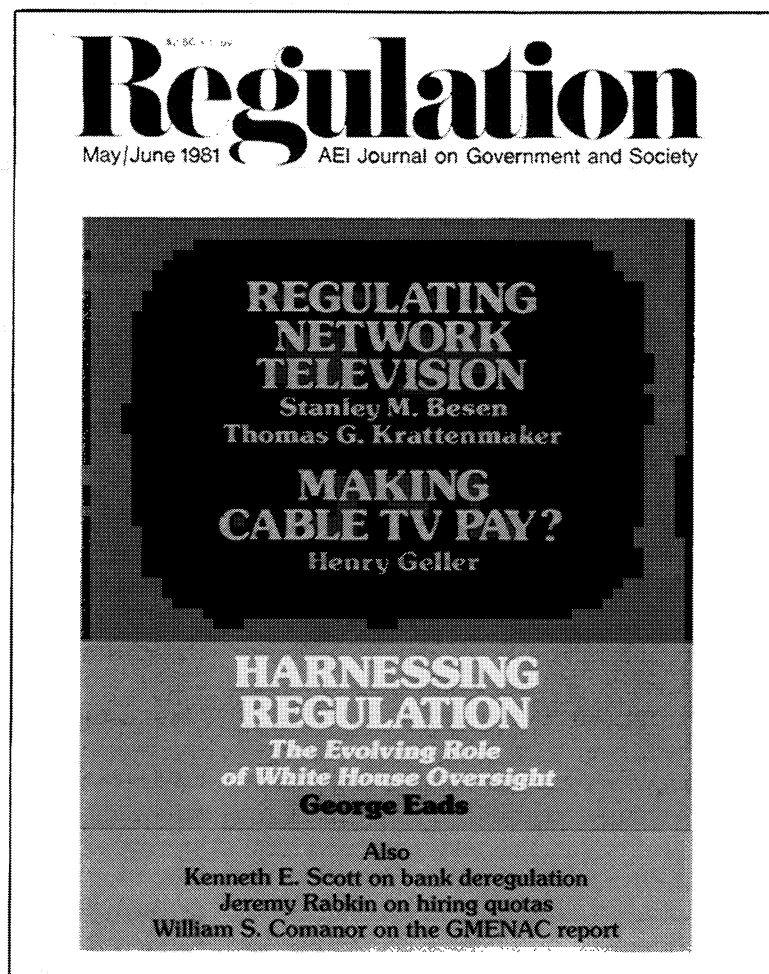 Regulation
May/June 1981
AEI Journal on Government and Society
REGULATING
NETWORK
TELEVISION
Stanley M. Besen
Thomas G. Krattenmaker
MAKING
CABLE TV PAY?
Henry Geller
HARNESSING
REGULATION
The Evolving Role
of White House Oversight
George Eads
Also
Kenneth E. Scott on bank deregulation
Jeremy Rabkin on hiring quotas
William S. Comanor on the GMENAC report